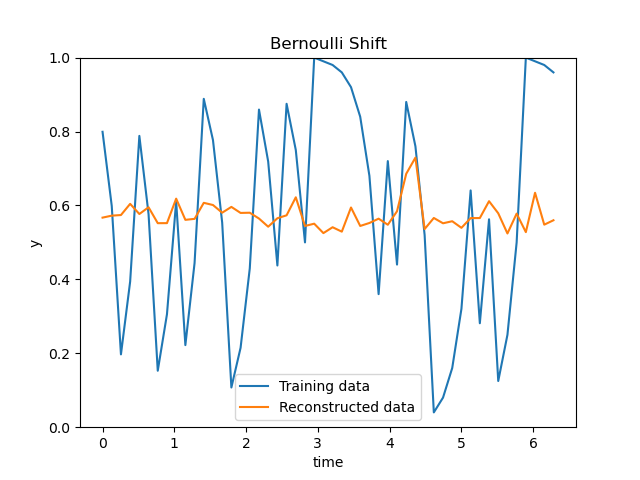 Bernoulli Shift
y
1.0
0.8
0.6
0.4
0.2
0.0
Training data
Reconstructed data
0 1 2 3 4 5 6
time